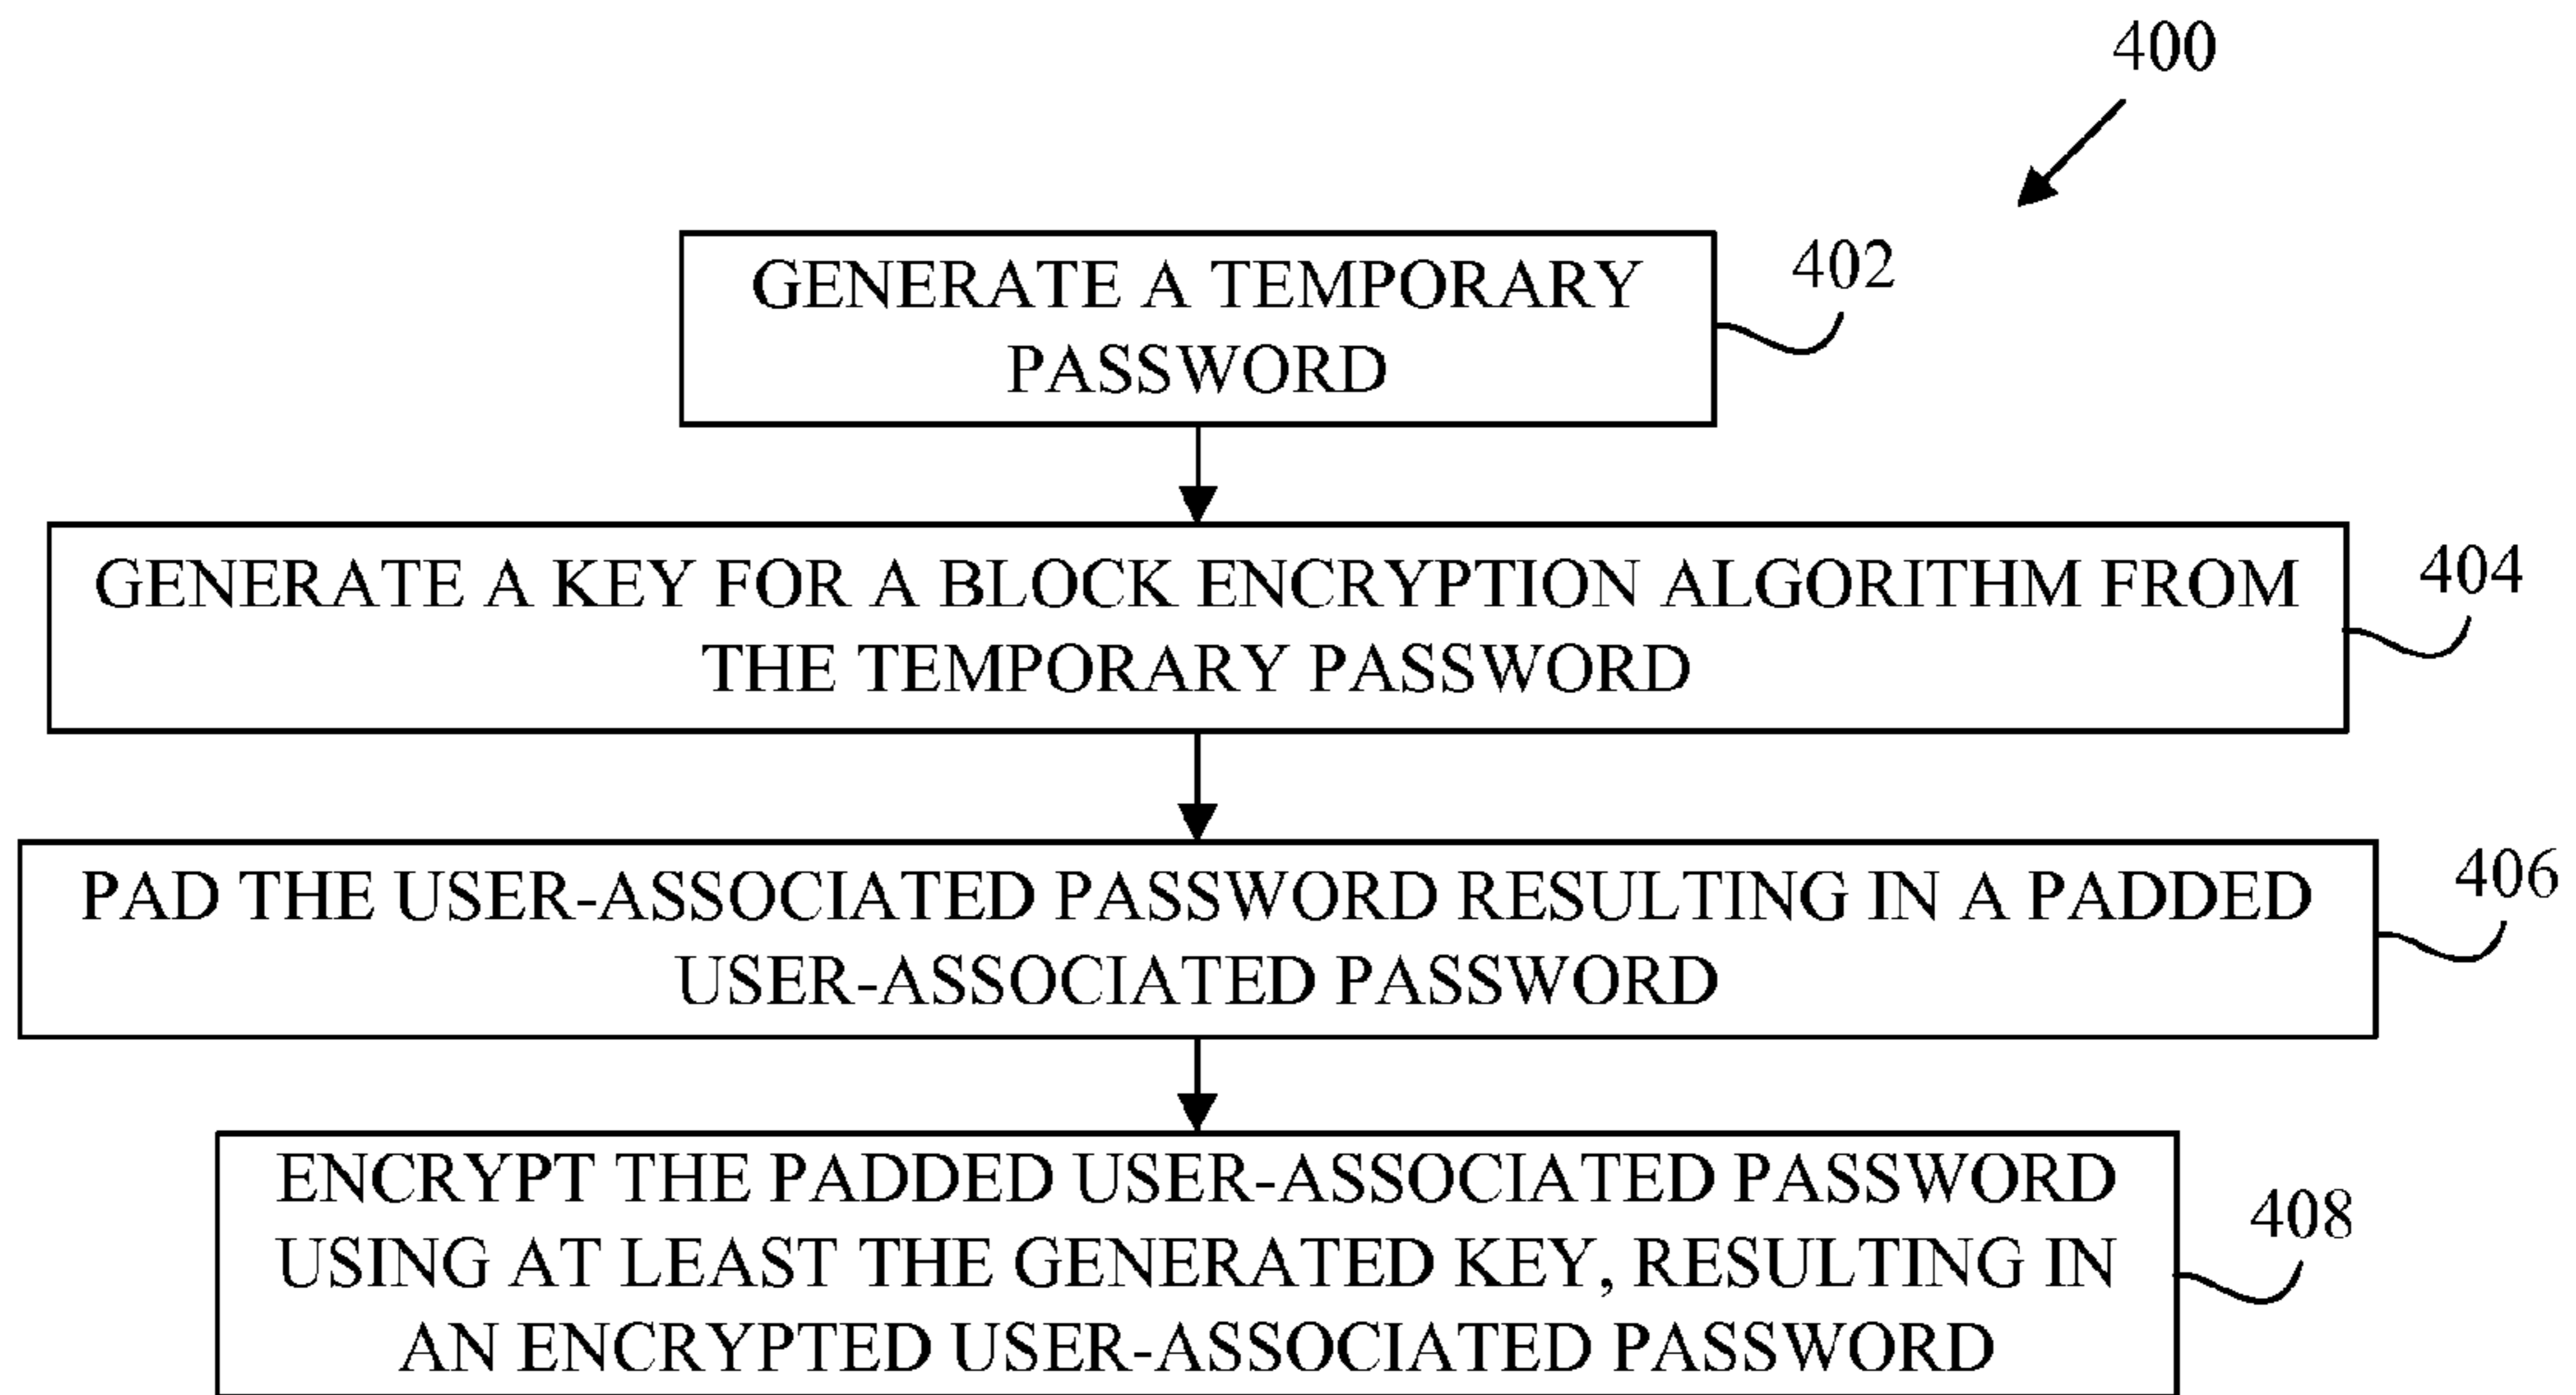 400
GENERATE A TEMPORARY
PASSWORD
402
GENERATE A KEY FOR A BLOCK ENCRYPTION ALGORITHM FROM
THE TEMPORARY PASSWORD
404
PAD THE USER-ASSOCIATED PASSWORD RESULTING IN A PADDED
USER-ASSOCIATED PASSWORD
406
ENCRYPT THE PADDED USER-ASSOCIATED PASSWORD
USING AT LEAST THE GENERATED KEY, RESULTING IN
AN ENCRYPTED USER-ASSOCIATED PASSWORD
408